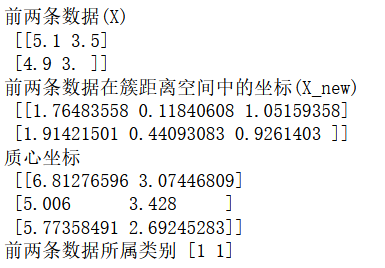 前两条数据(X)
[[5.1 3.5]
[4.9 3. ]]
前两条数据在簇距离空间中的坐标(X_new)
[[1.76483558 0.11840608 1.05159358]
[1.91421501 0.44093083 0.9261403 ]]
质心坐标
[[6.81276596 3.07446809]
[5.006      3.428     ]
[5.77358491 2.69245283]]
前两条数据所属类别 [1 1]